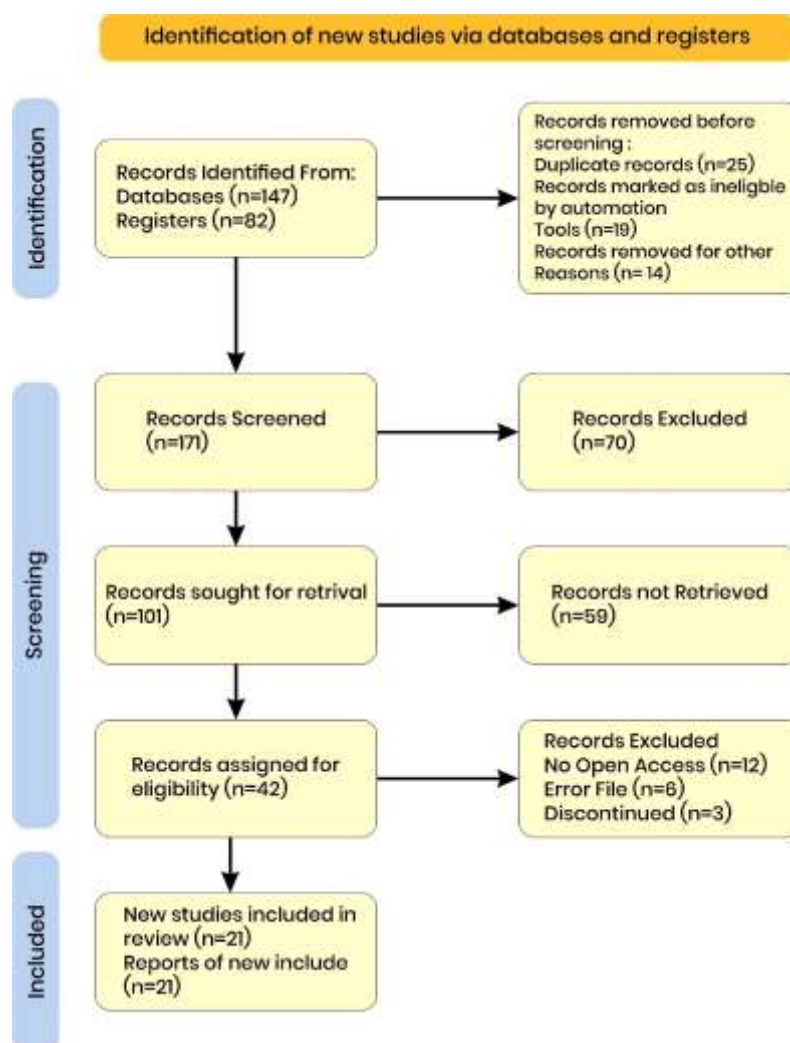 Identification of new studies via databases and registers
Identification
Records Identified From:
Databases (n=147)
Registers (n=82)
Records removed before
screening :
Duplicate records (n=25)
Records marked as ineligble
by automation
Tools (n=19)
Records removed for other
Reasons (n= 14)
Screening
Records Screened
(n=171)
Records Excluded
(n=70)
Records sought for retrival
(n=101)
Records not Retrieved
(n=59)
Records assigned for
eligibility (n=42)
Records Excluded
No Open Access (n=12)
Error File (n=6)
Discontinued (n=3)
Included
New studies included in
review (n=21)
Reports of new include
(n=21)